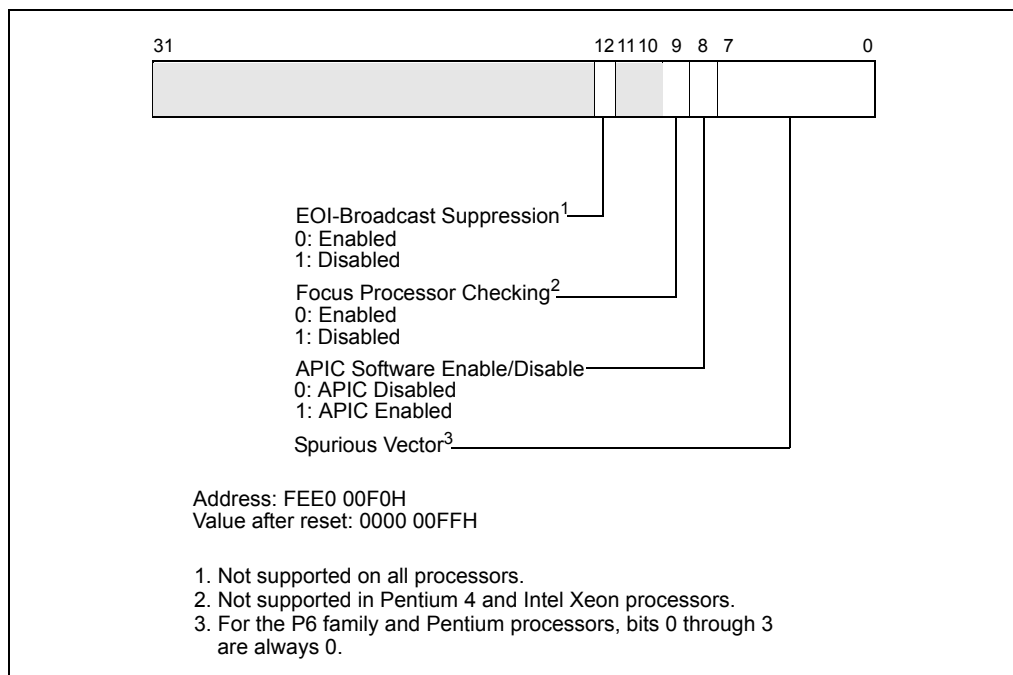 31 12 11 10 9 8 7 0
EOI-Broadcast Suppression1
0: Enabled
1: Disabled
Focus Processor Checking2
0: Enabled
1: Disabled
APIC Software Enable/Disable
0: APIC Disabled
1: APIC Enabled
Spurious Vector3
Address: FEE0 00F0H
Value after reset: 0000 00FFH
1. Not supported on all processors.
2. Not supported in Pentium 4 and Intel Xeon processors.
3. For the P6 family and Pentium processors, bits 0 through 3
are always 0.